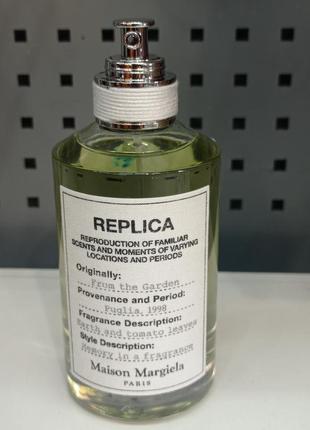 REPLICA
REPRODUCTION OF FAMILIAR
SCENTS AND MOMENTS OF VARYING
LOCATIONS AND PERIODS
Originally:
From the Garden
Provenance and Period:
Puglia, 1998
Fragrance Description:
Earth and tomato leaves
Style Description:
Memory in a fragrance
Maison Margiela
PARIS